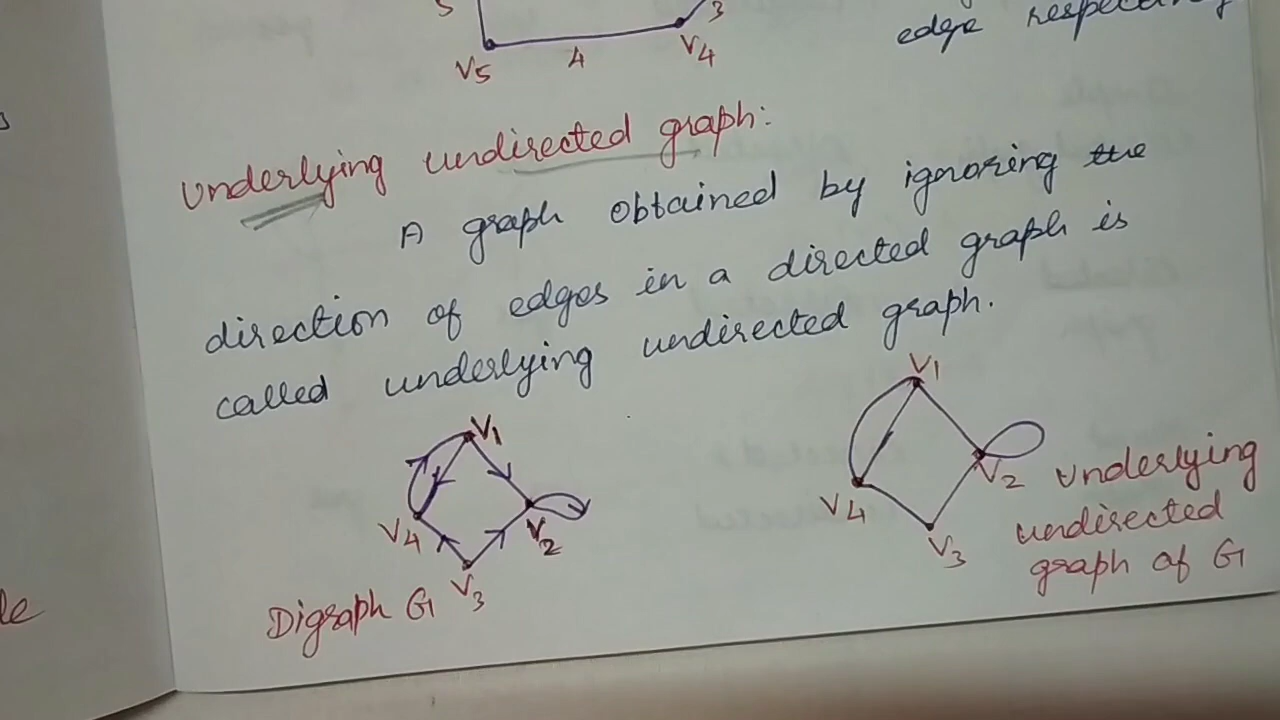 5
3
V5
4
V4
edge
Underlying undirected graph:
A graph obtained by ignoring the
direction of edges in a directed graph is
called underlying undirected graph.
V1
V4
V2
V3
Digraph G1
V1
V4
V2
V3
Underlying
undirected
graph of G1